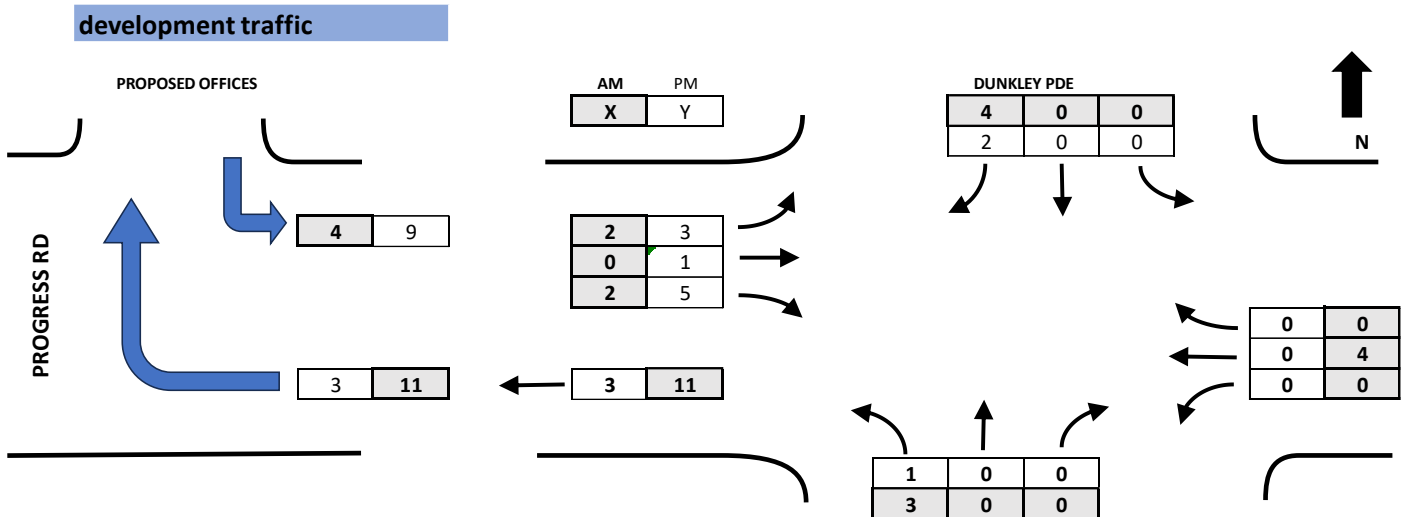 development traffic
PROPOSED OFFICES
AM PM
X Y
DUNKLEY PDE
4 0 0
2 0 0
N
PROGRESS RD
4 9
2 3
0 1
2 5
0 0
0 4
0 0
3 11
3 11
1 0 0
3 0 0